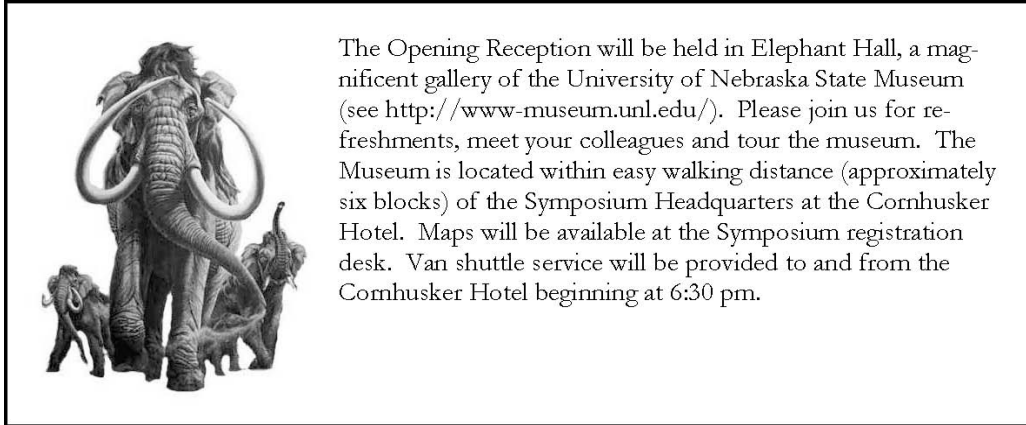 The Opening Reception will be held in Elephant Hall, a mag-
nificent gallery of the University of Nebraska State Museum
(see http://www-museum.unl.edu/).  Please join us for re-
freshments, meet your colleagues and tour the museum.  The
Museum is located within easy walking distance (approximately
six blocks) of the Symposium Headquarters at the Cornhusker
Hotel.  Maps will be available at the Symposium registration
desk.  Van shuttle service will be provided to and from the
Cornhusker Hotel beginning at 6:30 pm.